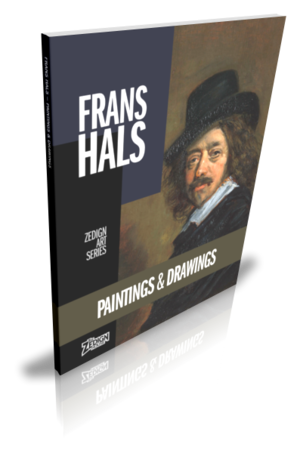 FRANS HALS - PAINTINGS & DRAWINGS
FRANS
HALS
ZEDIGN
ART
SERIES
PAINTINGS & DRAWINGS
ZEDIGN